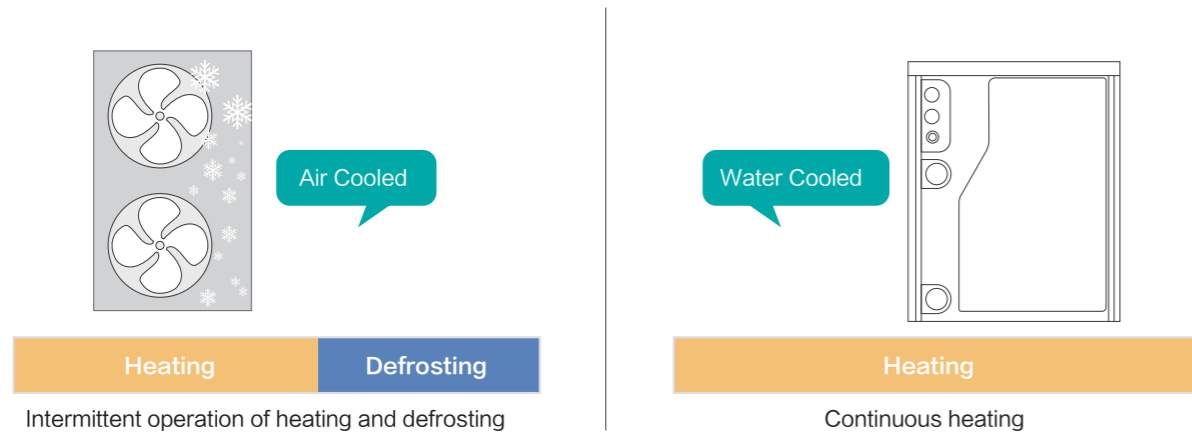 Air Cooled
Heating
Defrosting
Intermittent operation of heating and defrosting
Water Cooled
Heating
Continuous heating